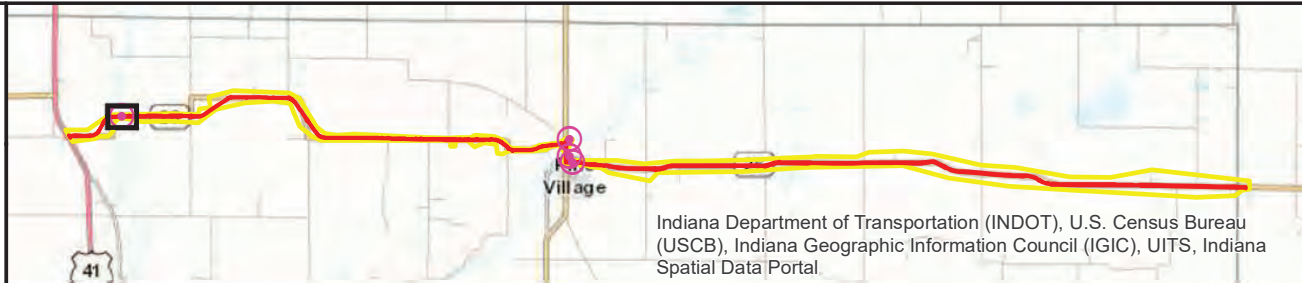 Village
41
Indiana Department of Transportation (INDOT), U.S. Census Bureau
(USCB), Indiana Geographic Information Council (IGIC), UITS, Indiana
Spatial Data Portal